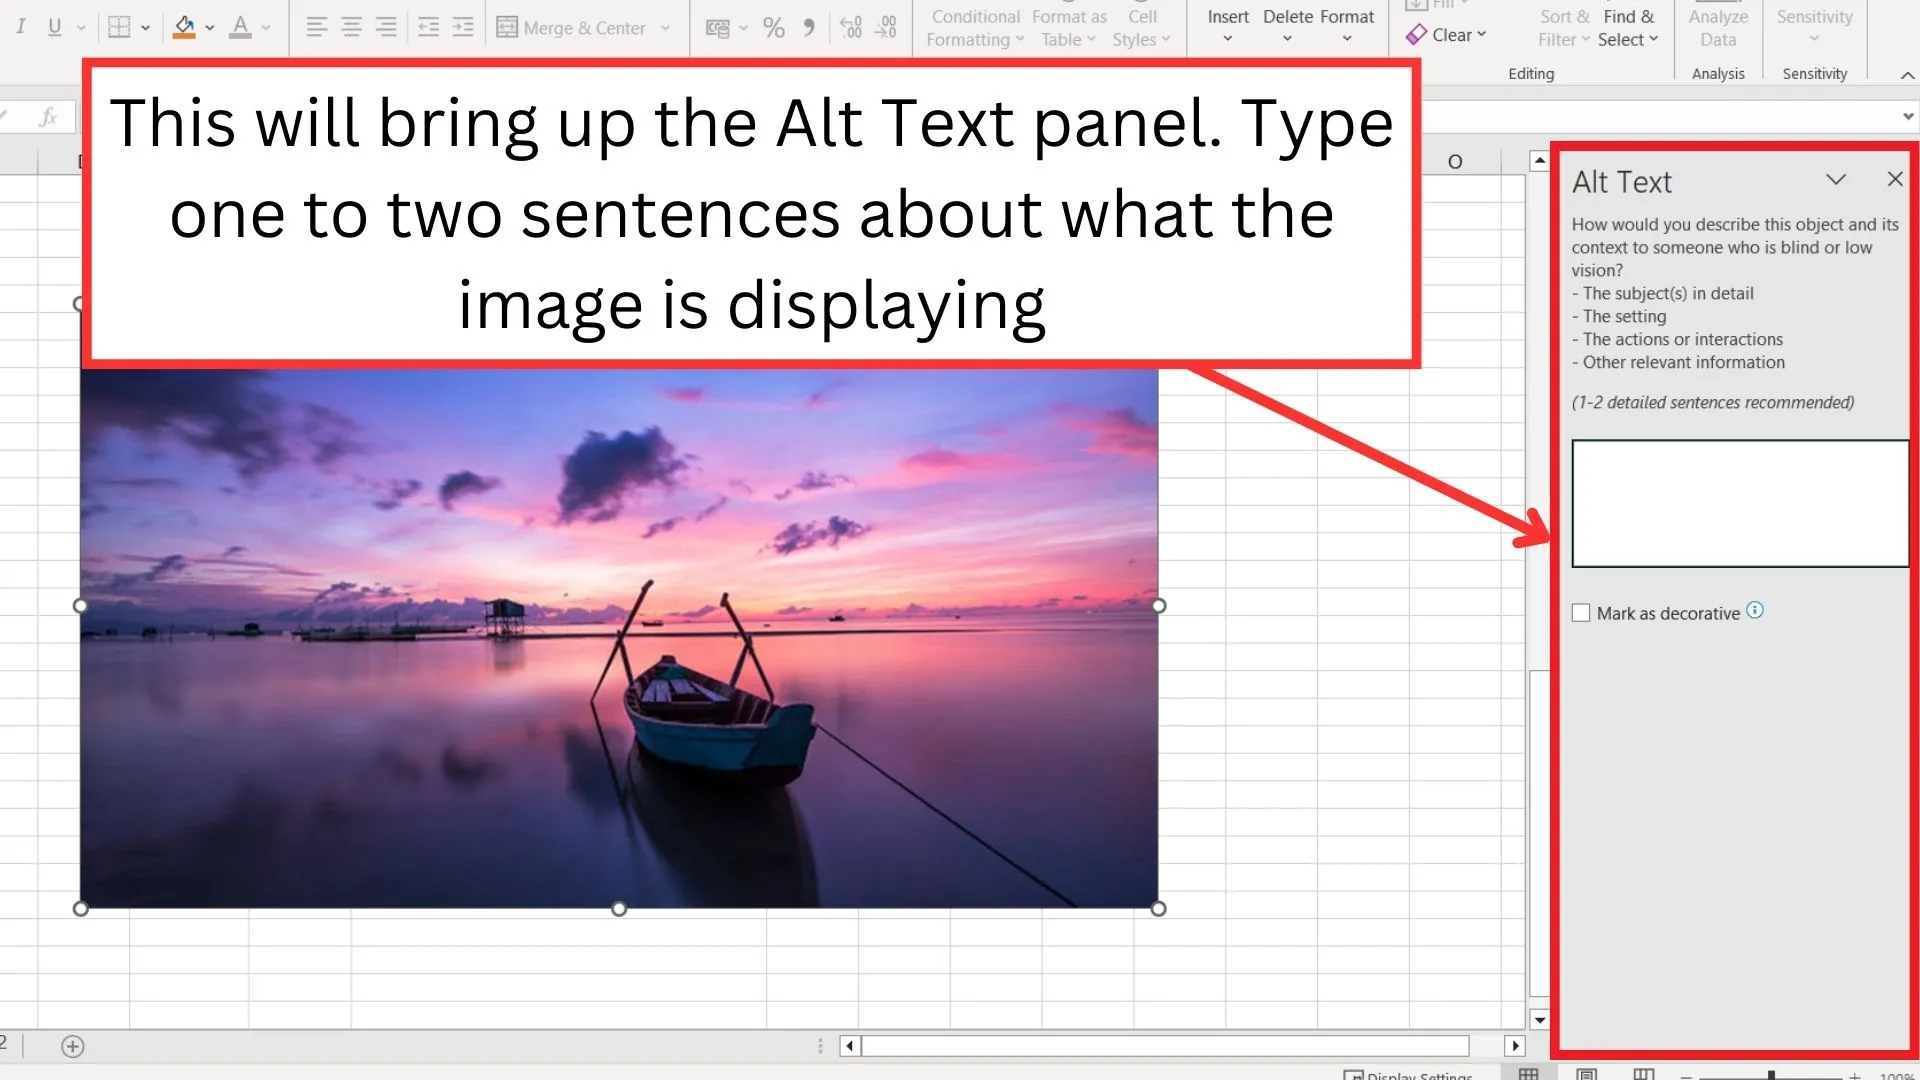 I U A
Merge & Center
% ,
Conditional Formatting
Format as Table
Cell Styles
Insert
Delete
Format
Fill
Clear
Sort & Filter
Find & Select
Editing
Analyze Data
Analysis
Sensitivity
Sensitivity
fx
O
This will bring up the Alt Text panel. Type
one to two sentences about what the
image is displaying
Alt Text
How would you describe this object and its
context to someone who is blind or low
vision?
- The subject(s) in detail
- The setting
- The actions or interactions
- Other relevant information
(1-2 detailed sentences recommended)
Mark as decorative
2
Display Settings
100%